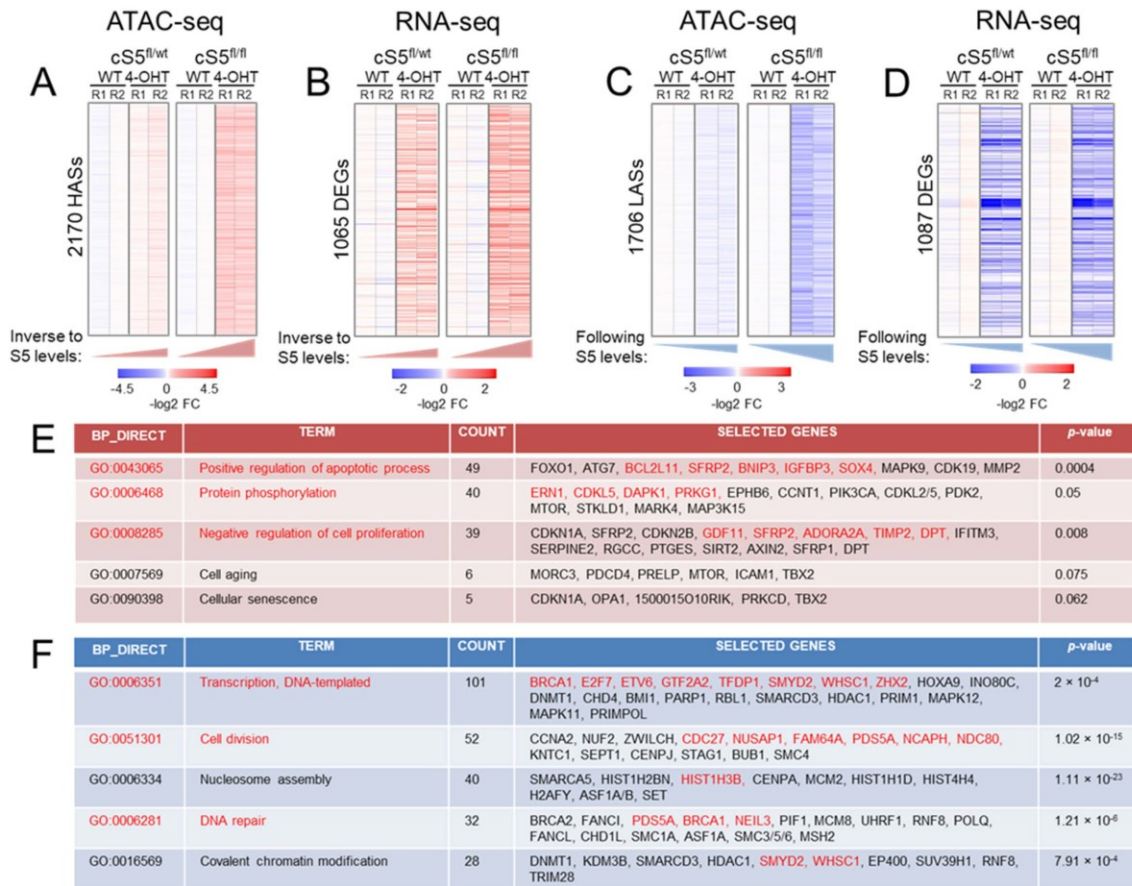 ATAC-seq
RNA-seq
ATAC-seq
RNA-seq
A
cS5fl/wt
cS5fl/fl
WT 4-OHT WT 4-OHT
R1 R2 R1 R2 R1 R2 R1 R2
2170 HASs
Inverse to
S5 levels:
-4.5 0 4.5
-log2 FC
B
cS5fl/wt
cS5fl/fl
WT 4-OHT WT 4-OHT
R1 R2 R1 R2 R1 R2 R1 R2
1065 DEGs
Inverse to
S5 levels:
-2 0 2
-log2 FC
C
cS5fl/wt
cS5fl/fl
WT 4-OHT WT 4-OHT
R1 R2 R1 R2 R1 R2 R1 R2
1706 LASs
Following
S5 levels:
-3 0 3
-log2 FC
D
cS5fl/wt
cS5fl/fl
WT 4-OHT WT 4-OHT
R1 R2 R1 R2 R1 R2 R1 R2
1087 DEGs
Following
S5 levels:
-2 0 2
-log2 FC
E
BP_DIRECT TERM COUNT SELECTED GENES p-value
GO:0043065 Positive regulation of apoptotic process 49 FOXO1, ATG7, BCL2L11, SFRP2, BNIP3, IGFBP3, SOX4, MAPK9, CDK19, MMP2 0.0004
GO:0006468 Protein phosphorylation 40 ERN1, CDKL5, DAPK1, PRKG1, EPHB6, CCNT1, PIK3CA, CDKL2/5, PDK2, 0.05
MTOR, STKLD1, MARK4, MAP3K15
GO:0008285 Negative regulation of cell proliferation 39 CDKN1A, SFRP2, CDKN2B, GDF11, SFRP2, ADORA2A, TIMP2, DPT, IFITM3, 0.008
SERPINE2, RGCC, PTGES, SIRT2, AXIN2, SFRP1, DPT
GO:0007569 Cell aging 6 MORC3, PDCD4, PRELP, MTOR, ICAM1, TBX2 0.075
GO:0090398 Cellular senescence 5 CDKN1A, OPA1, 1500015O10RIK, PRKCD, TBX2 0.062
F
BP_DIRECT TERM COUNT SELECTED GENES p-value
GO:0006351 Transcription, DNA-templated 101 BRCA1, E2F7, ETV6, GTF2A2, TFDP1, SMYD2, WHSC1, ZHX2, HOXA9, INO80C, 2 × 10-4
DNMT1, CHD4, BMI1, PARP1, RBL1, SMARCD3, HDAC1, PRIM1, MAPK12,
MAPK11, PRIMPOL
GO:0051301 Cell division 52 CCNA2, NUF2, ZWILCH, CDC27, NUSAP1, FAM64A, PDS5A, NCAPH, NDC80, 1.02 × 10-15
KNTC1, SEPT1, CENPJ, STAG1, BUB1, SMC4
GO:0006334 Nucleosome assembly 40 SMARCA5, HIST1H2BN, HIST1H3B, CENPA, MCM2, HIST1H1D, HIST4H4, 1.11 × 10-23
H2AFY, ASF1A/B, SET
GO:0006281 DNA repair 32 BRCA2, FANCI, PDS5A, BRCA1, NEIL3, PIF1, MCM8, UHRF1, RNF8, POLQ, 1.21 × 10-6
FANCL, CHD1L, SMC1A, ASF1A, SMC3/5/6, MSH2
GO:0016569 Covalent chromatin modification 28 DNMT1, KDM3B, SMARCD3, HDAC1, SMYD2, WHSC1, EP400, SUV39H1, RNF8, 7.91 × 10-4
TRIM28